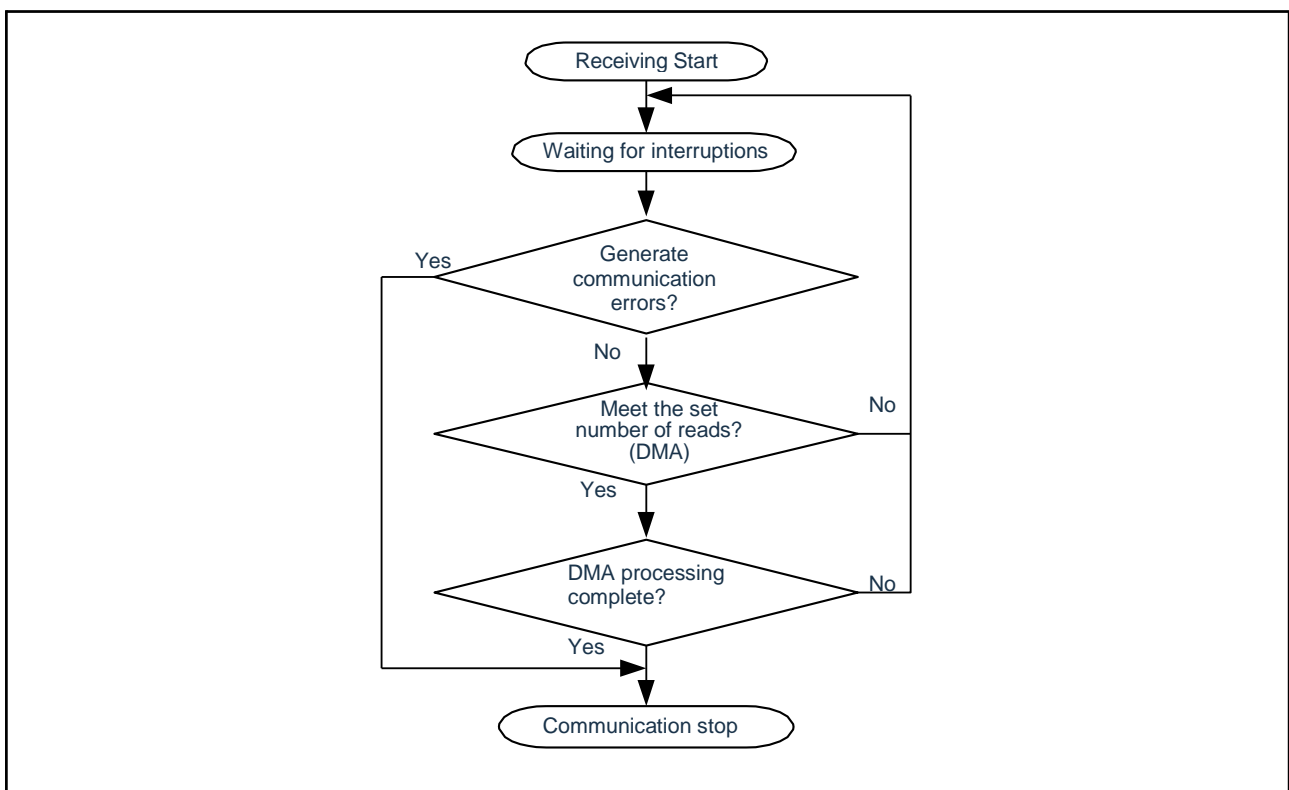 Receiving Start
Waiting for interruptions
Yes
Generate
communication
errors?
No
Meet the set
number of reads?
(DMA)
No
Yes
DMA processing
complete?
No
Yes
Communication stop